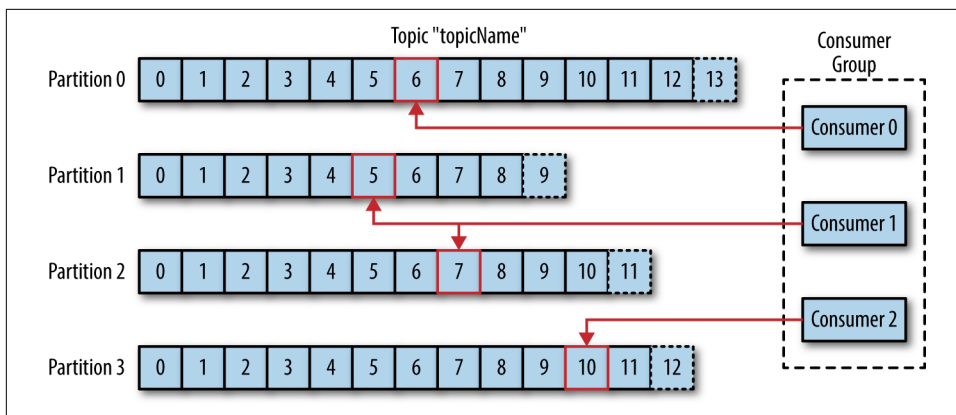 Topic "topicName"
Consumer
Group
Partition 0 0 1 2 3 4 5 6 7 8 9 10 11 12 13
Consumer 0
Partition 1 0 1 2 3 4 5 6 7 8 9
Consumer 1
Partition 2 0 1 2 3 4 5 6 7 8 9 10 11
Consumer 2
Partition 3 0 1 2 3 4 5 6 7 8 9 10 11 12